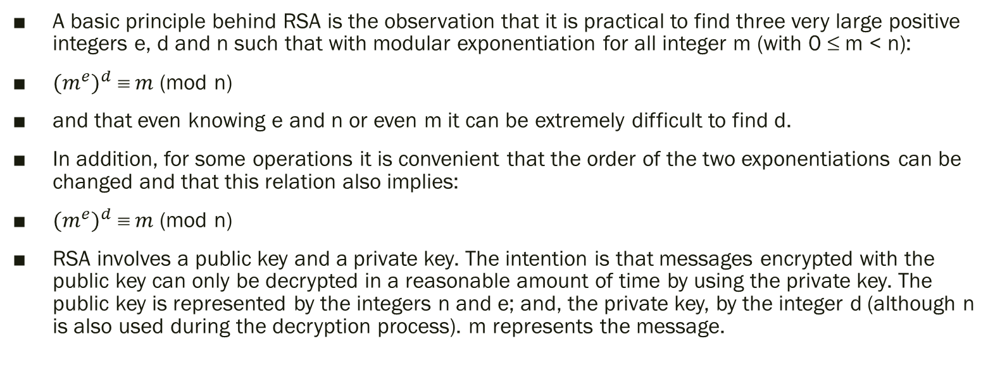 ■ A basic principle behind RSA is the observation that it is practical to find three very large positive
integers e, d and n such that with modular exponentiation for all integer m (with 0 ≤ m < n):
■ (mᵉ)ᵈ ≡ m (mod n)
■ and that even knowing e and n or even m it can be extremely difficult to find d.
■ In addition, for some operations it is convenient that the order of the two exponentiations can be
changed and that this relation also implies:
■ (mᵉ)ᵈ ≡ m (mod n)
■ RSA involves a public key and a private key. The intention is that messages encrypted with the
public key can only be decrypted in a reasonable amount of time by using the private key. The
public key is represented by the integers n and e; and, the private key, by the integer d (although n
is also used during the decryption process). m represents the message.